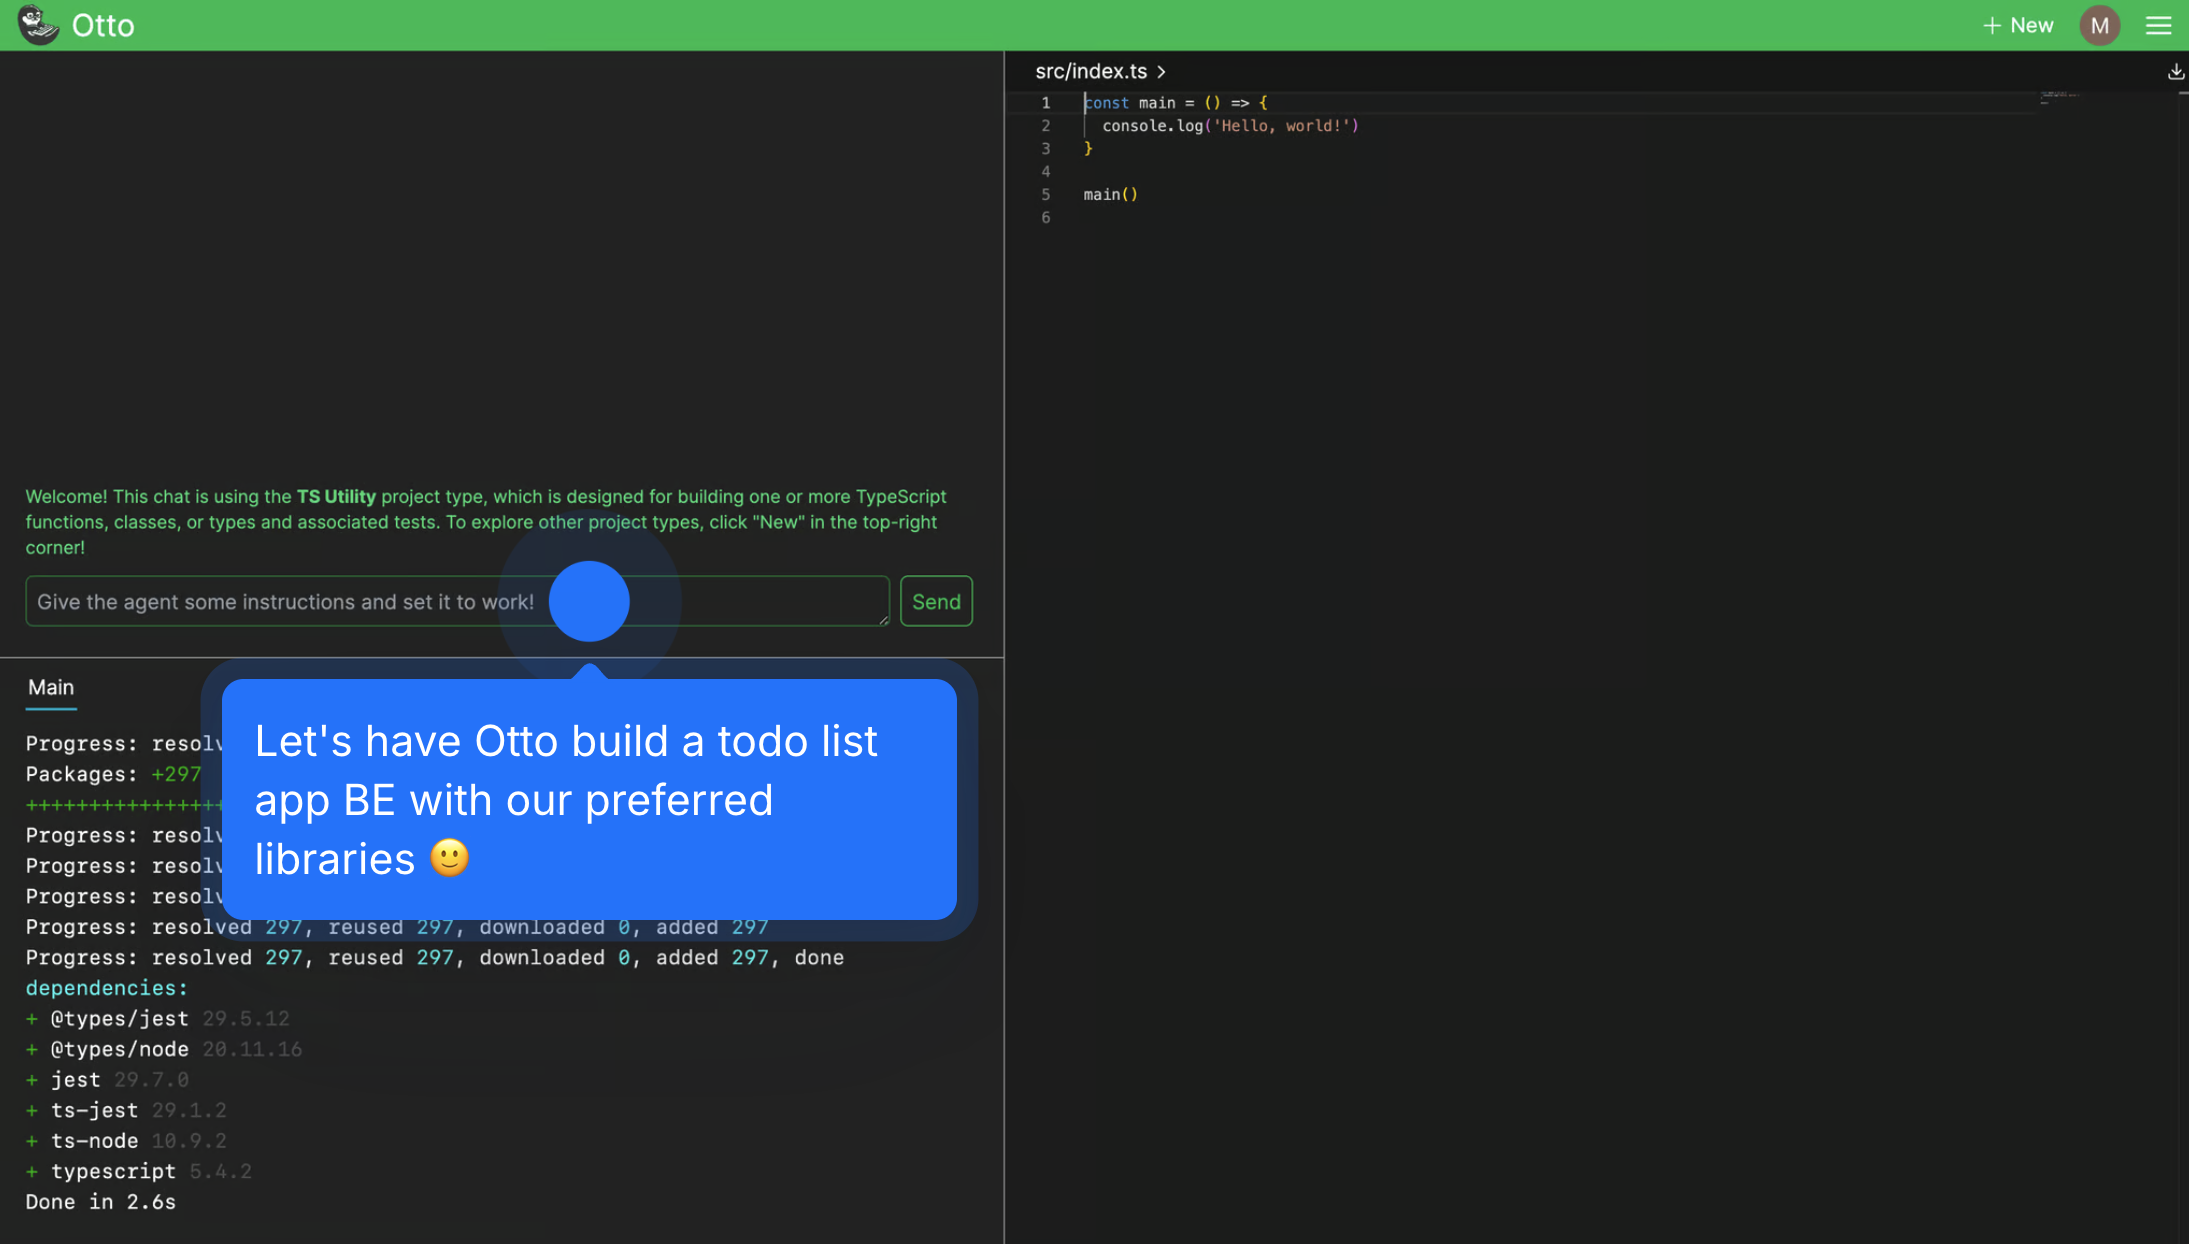 Otto
+ New
M
Welcome! This chat is using the TS Utility project type, which is designed for building one or more TypeScript
functions, classes, or types and associated tests. To explore other project types, click "New" in the top-right
corner!
Give the agent some instructions and set it to work!
Send
Main
Progress: resolv
Packages: +297
++++++++++++++++
Progress: resolv
Progress: resolv
Progress: resolv
Progress: resolved 297, reused 297, downloaded 0, added 297
Progress: resolved 297, reused 297, downloaded 0, added 297, done
dependencies:
+ @types/jest 29.5.12
+ @types/node 20.11.16
+ jest 29.7.0
+ ts-jest 29.1.2
+ ts-node 10.9.2
+ typescript 5.4.2
Done in 2.6s
Let's have Otto build a todo list
app BE with our preferred
libraries 🙂
src/index.ts >
1 const main = () => {
2 console.log('Hello, world!')
3 }
4
5 main()
6